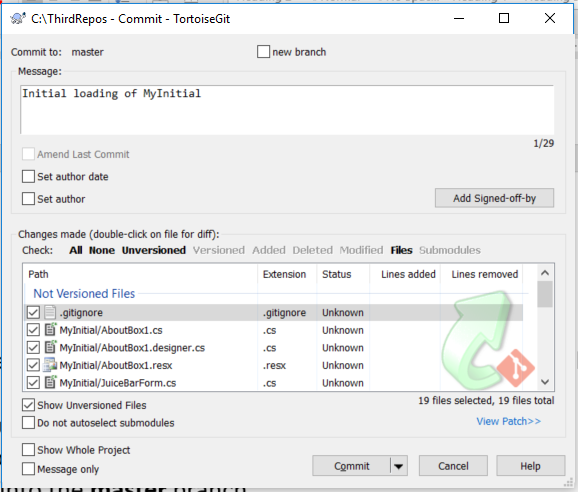 C:\ThirdRepos - Commit - TortoiseGit
Commit to: master new branch
Message:
Initial loading of MyInitial
1/29
Amend Last Commit
Set author date
Set author
Add Signed-off-by
Changes made (double-click on file for diff):
Check: All None Unversioned Versioned Added Deleted Modified Files Submodules
Path Extension Status Lines added Lines removed
Not Versioned Files
.gitignore .gitignore Unknown
MyInitial/AboutBox1.cs .cs Unknown
MyInitial/AboutBox1.designer.cs .cs Unknown
MyInitial/AboutBox1.resx .resx Unknown
MyInitial/JuiceBarForm.cs .cs Unknown
Show Unversioned Files
19 files selected, 19 files total
Do not autoselect submodules
View Patch>>
Show Whole Project
Message only
Commit
Cancel
Help
into the master branch